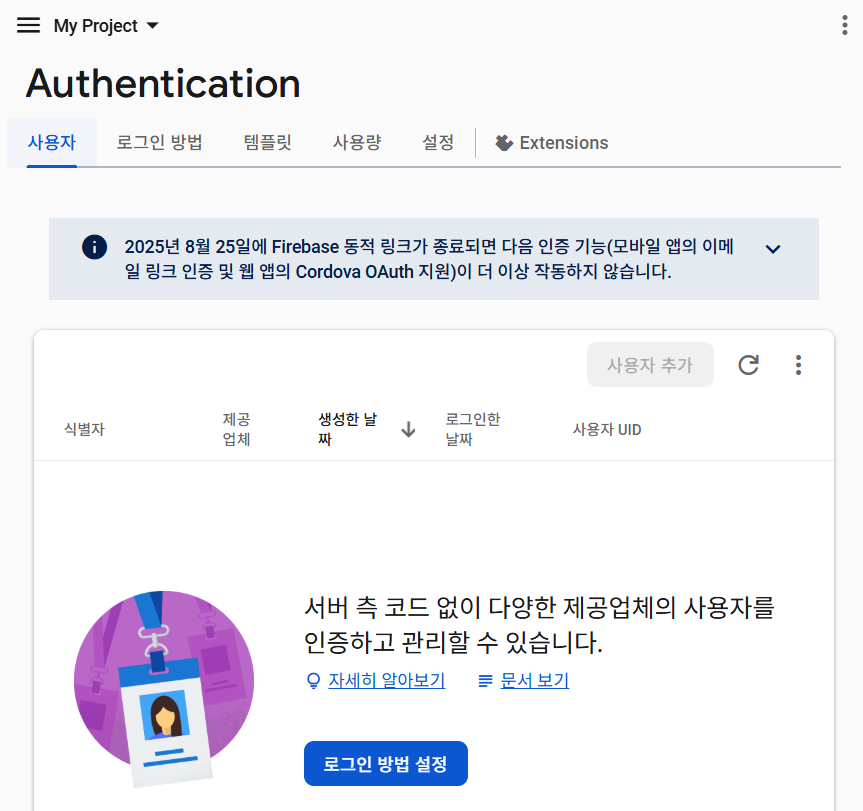 My Project
Authentication
사용자 로그인 방법 템플릿 사용량 설정 Extensions
2025년 8월 25일에 Firebase 동적 링크가 종료되면 다음 인증 기능(모바일 앱의 이메
일 링크 인증 및 웹 앱의 Cordova OAuth 지원)이 더 이상 작동하지 않습니다.
사용자 추가
식별자
제공
업체
생성한 날
짜
로그인한
날짜
사용자 UID
서버 측 코드 없이 다양한 제공업체의 사용자를
인증하고 관리할 수 있습니다.
자세히 알아보기 문서 보기
로그인 방법 설정